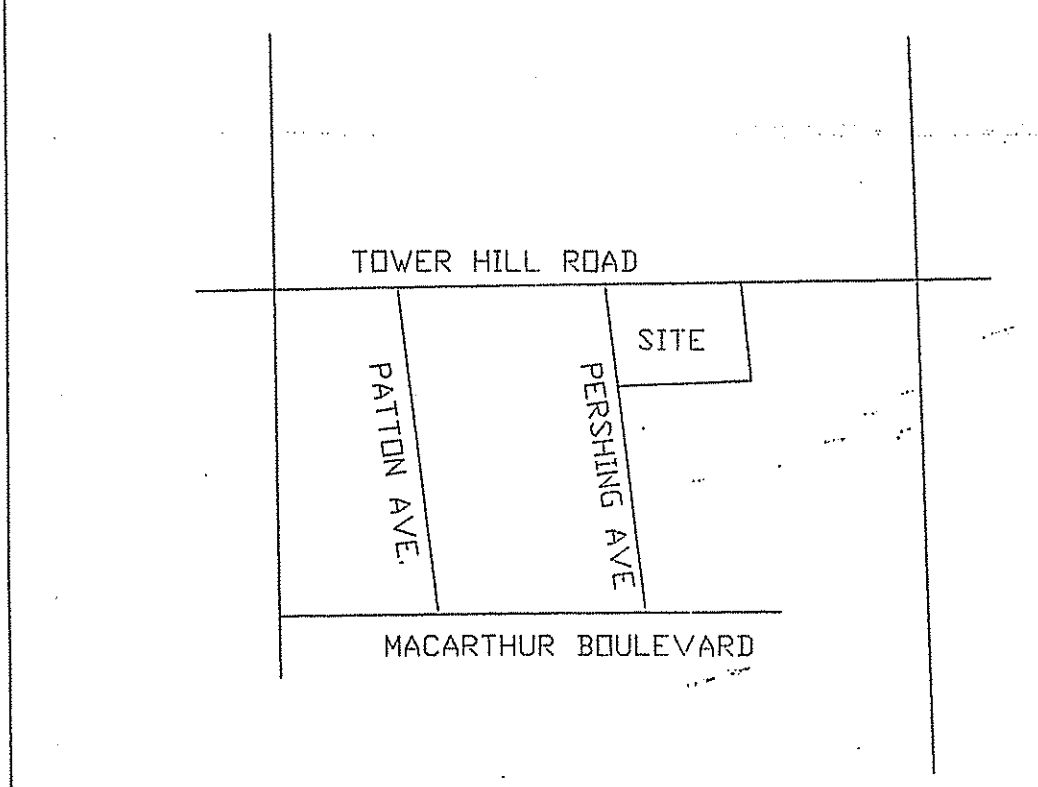 TOWER HILL ROAD
SITE
PATTON AVE.
PERSHING AVE
MACARTHUR BOULEVARD